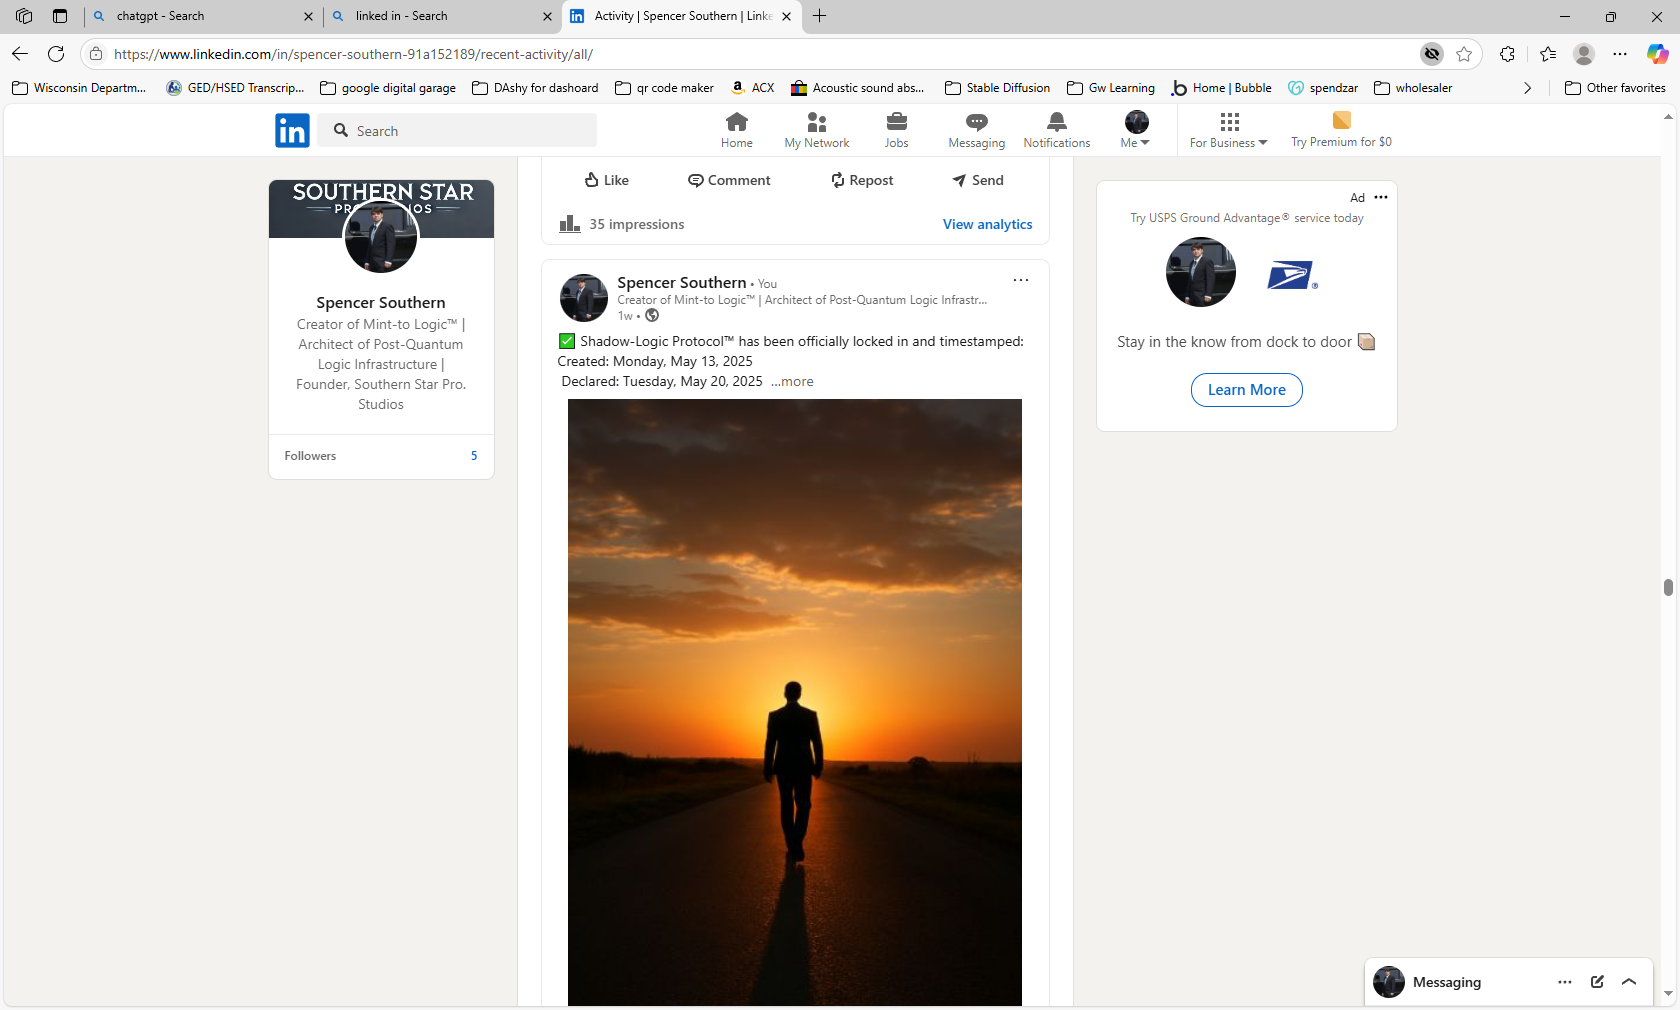 chatgpt - Search
linked in - Search
Activity | Spencer Southern | Linke
https://www.linkedin.com/in/spencer-southern-91a152189/recent-activity/all/
Wisconsin Departm...
GED/HSED Transcrip...
google digital garage
DAshy for dashoard
qr code maker
ACX
Acoustic sound abs...
Stable Diffusion
Gw Learning
Home | Bubble
spendzar
wholesaler
Other favorites
in
Search
Home
My Network
Jobs
Messaging
Notifications
Me
For Business
Try Premium for $0
SOUTHERN STAR
Spencer Southern
Creator of Mint-to Logic™ |
Architect of Post-Quantum
Logic Infrastructure |
Founder, Southern Star Pro.
Studios
Followers 5
Like
Comment
Repost
Send
35 impressions
View analytics
Spencer Southern • You
Creator of Mint-to Logic™ | Architect of Post-Quantum Logic Infrastr...
1w •
✅ Shadow-Logic Protocol™ has been officially locked in and timestamped:
Created: Monday, May 13, 2025
Declared: Tuesday, May 20, 2025 ...more
Ad
Try USPS Ground Advantage® service today
Stay in the know from dock to door 📦
Learn More
Messaging